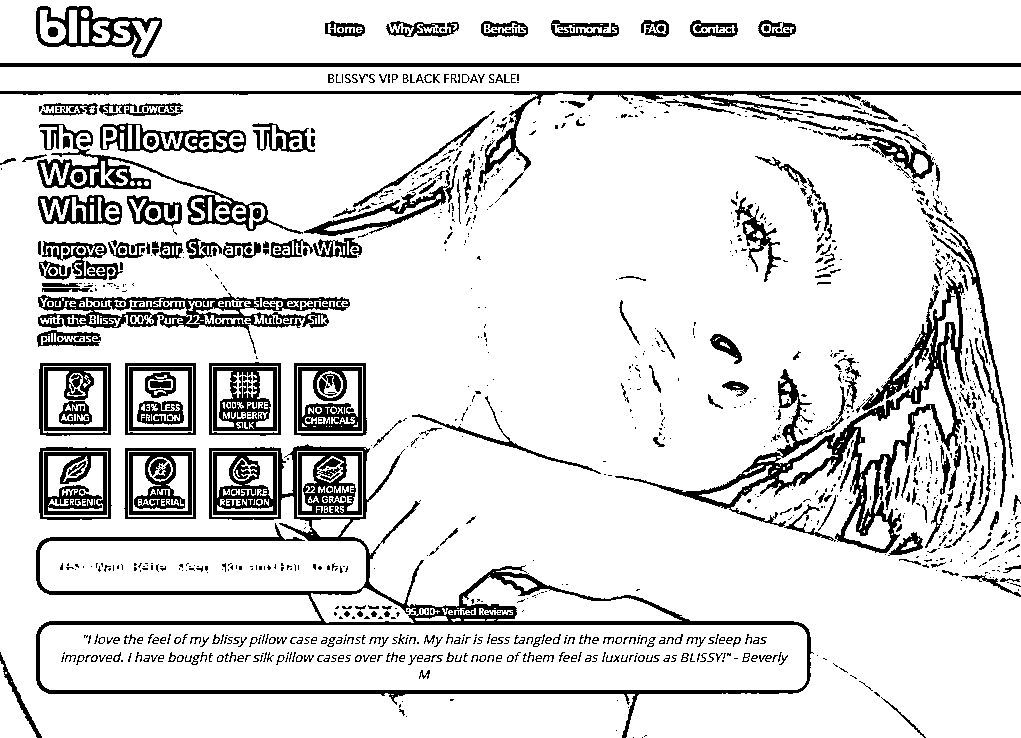 blissy
Home Why Switch? Benefits Testimonials FAQ Contact Order
BLISSY'S VIP BLACK FRIDAY SALE!
AMERICA'S #1 SILK PILLOWCASE
The Pillowcase That
Works...
While You Sleep
Improve Your Hair, Skin and Health While
You Sleep!
You're about to transform your entire sleep experience
with the Blissy 100% Pure 22-Momme Mulberry Silk
pillowcase.
ANTI
AGING
43% LESS
FRICTION
100% PURE
MULBERRY
SILK
NO TOXIC
CHEMICALS
HYPO-
ALLERGENIC
ANTI
BACTERIAL
MOISTURE
RETENTION
22 MOMME
6A GRADE
FIBERS
Want Better Sleep, Skin and Hair Today
95,000+ Verified Reviews
"I love the feel of my blissy pillow case against my skin. My hair is less tangled in the morning and my sleep has
improved. I have bought other silk pillow cases over the years but none of them feel as luxurious as BLISSY!" - Beverly
M